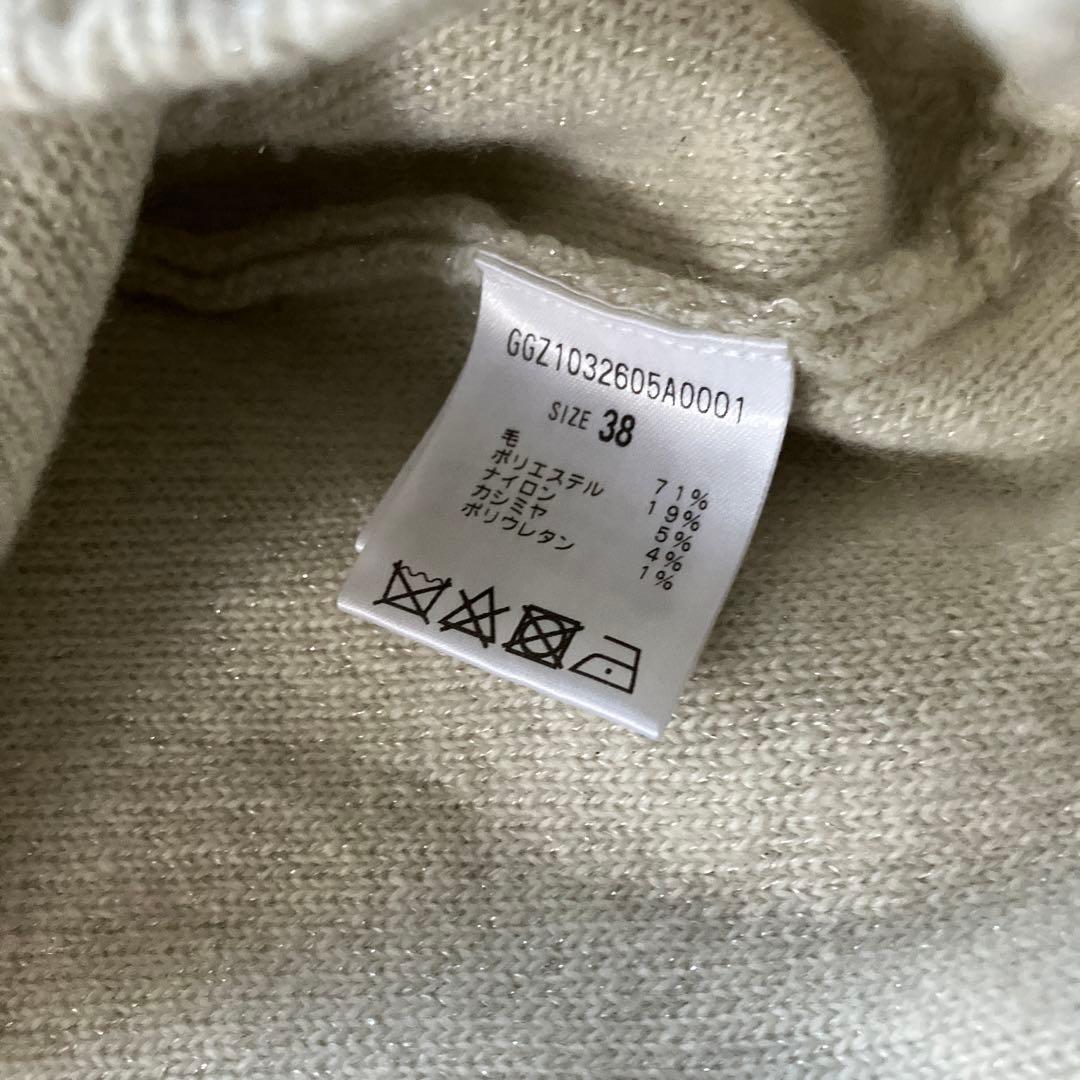 GGZ1032605A0001
SIZE 38
毛 71%
ポリエステル 19%
ナイロン 5%
カシミヤ 4%
ポリウレタン 1%